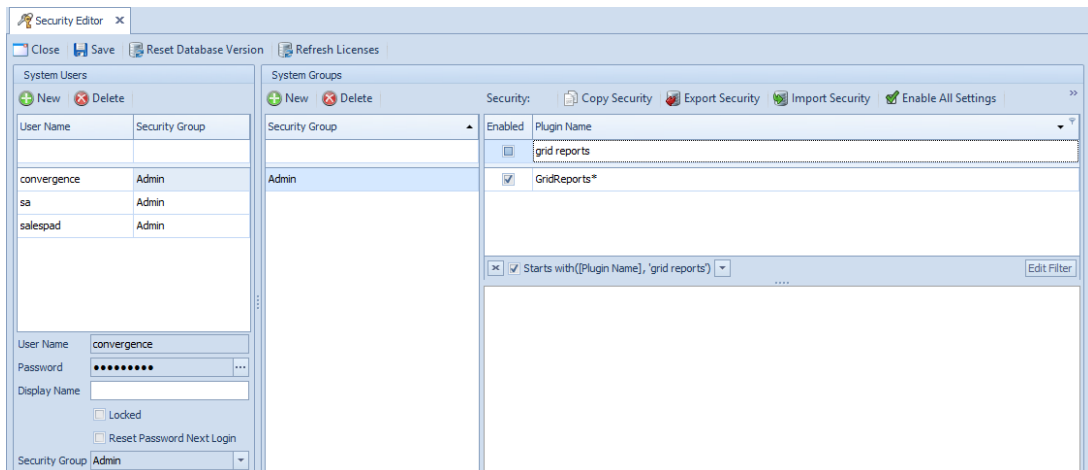 Security Editor ×
Close Save Reset Database Version Refresh Licenses
System Users
New Delete
User Name Security Group
convergence Admin
sa Admin
salespad Admin
User Name convergence
Password ●●●●●●●●● ...
Display Name
Locked
Reset Password Next Login
Security Group Admin
System Groups
New Delete
Security Group
Admin
Security: Copy Security Export Security Import Security Enable All Settings »
Enabled Plugin Name
grid reports
GridReports*
× Starts with([Plugin Name], 'grid reports') Edit Filter